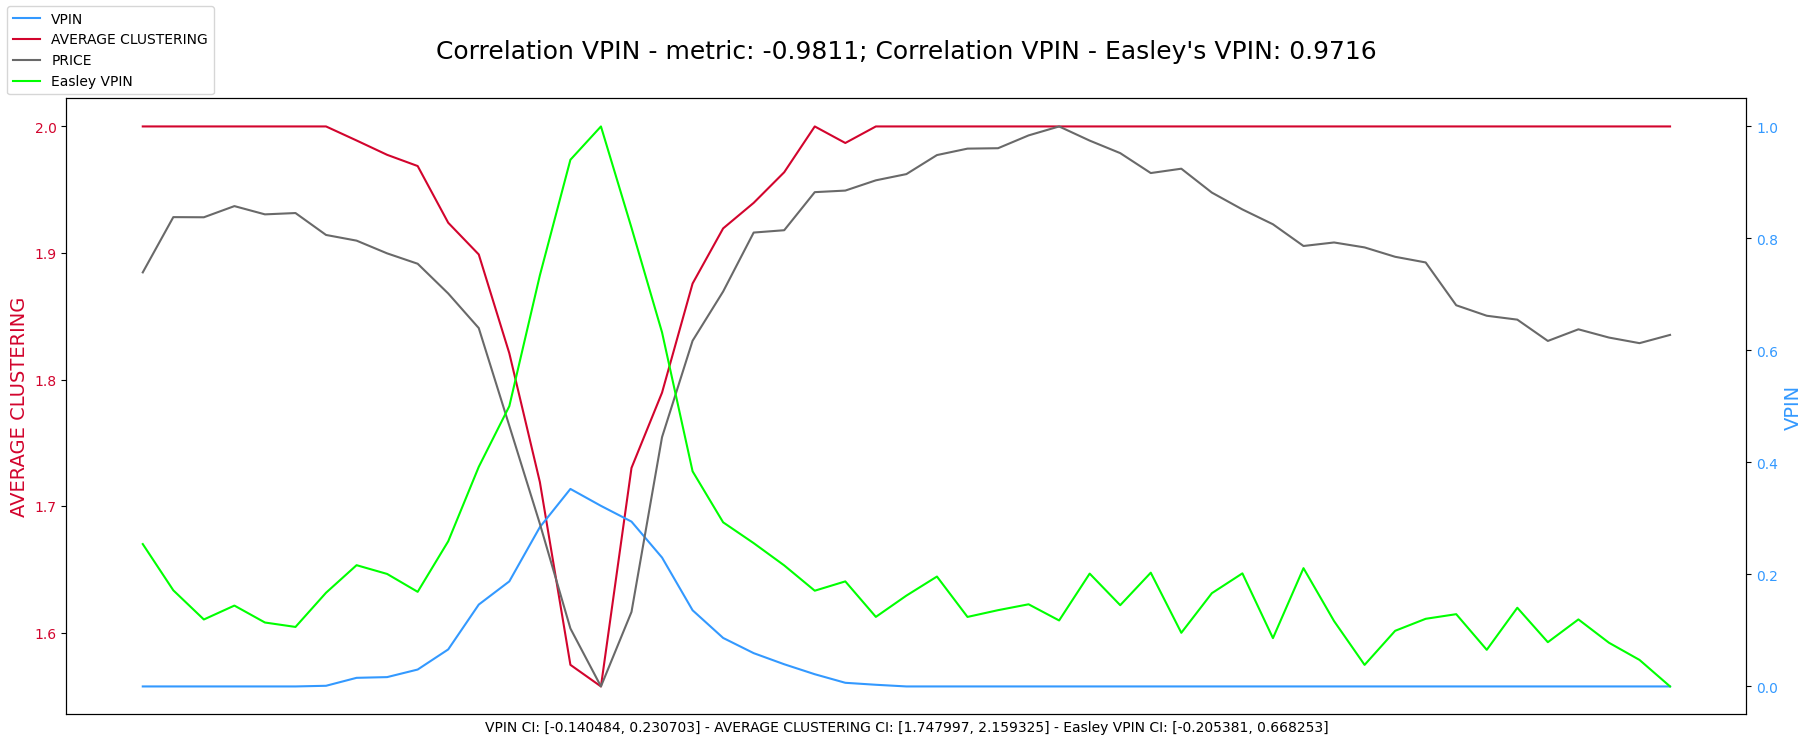 VPIN
AVERAGE CLUSTERING
PRICE
Easley VPIN
Correlation VPIN - metric: -0.9811; Correlation VPIN - Easley's VPIN: 0.9716
AVERAGE CLUSTERING
2.0
1.9
1.8
1.7
1.6
1.0
0.8
0.6
0.4
0.2
0.0
VPIN
VPIN CI: [-0.140484, 0.230703] - AVERAGE CLUSTERING CI: [1.747997, 2.159325] - Easley VPIN CI: [-0.205381, 0.668253]